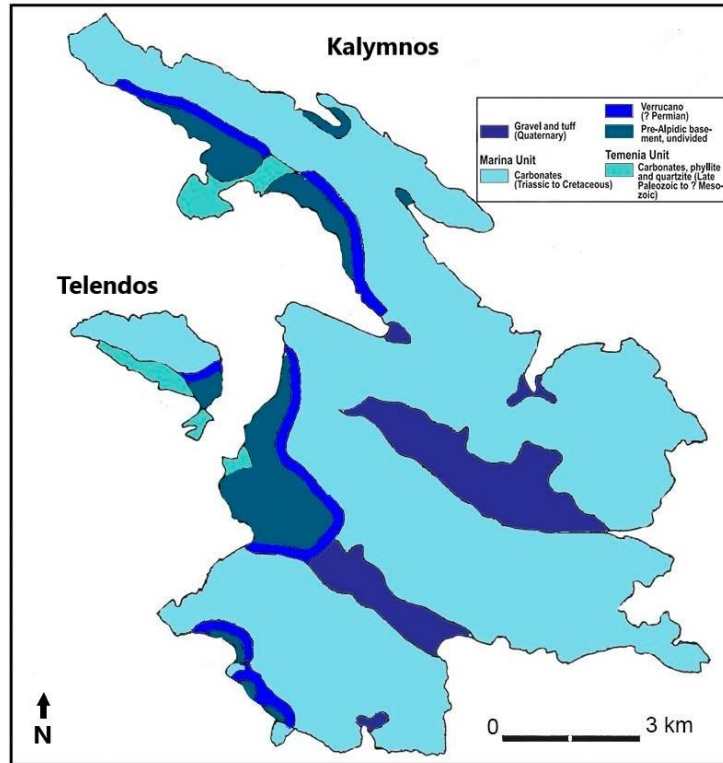 Kalymnos
Gravel and tuff
(Quaternary)
Marina Unit
Carbonates
(Triassic to Cretaceous)
Verrucano
(? Permian)
Pre-Alpidic base-
ment, undivided
Temenia Unit
Carbonates, phyllite
and quartzite (Late
Paleozoic to ? Meso-
zoic)
Telendos
N
0 3 km